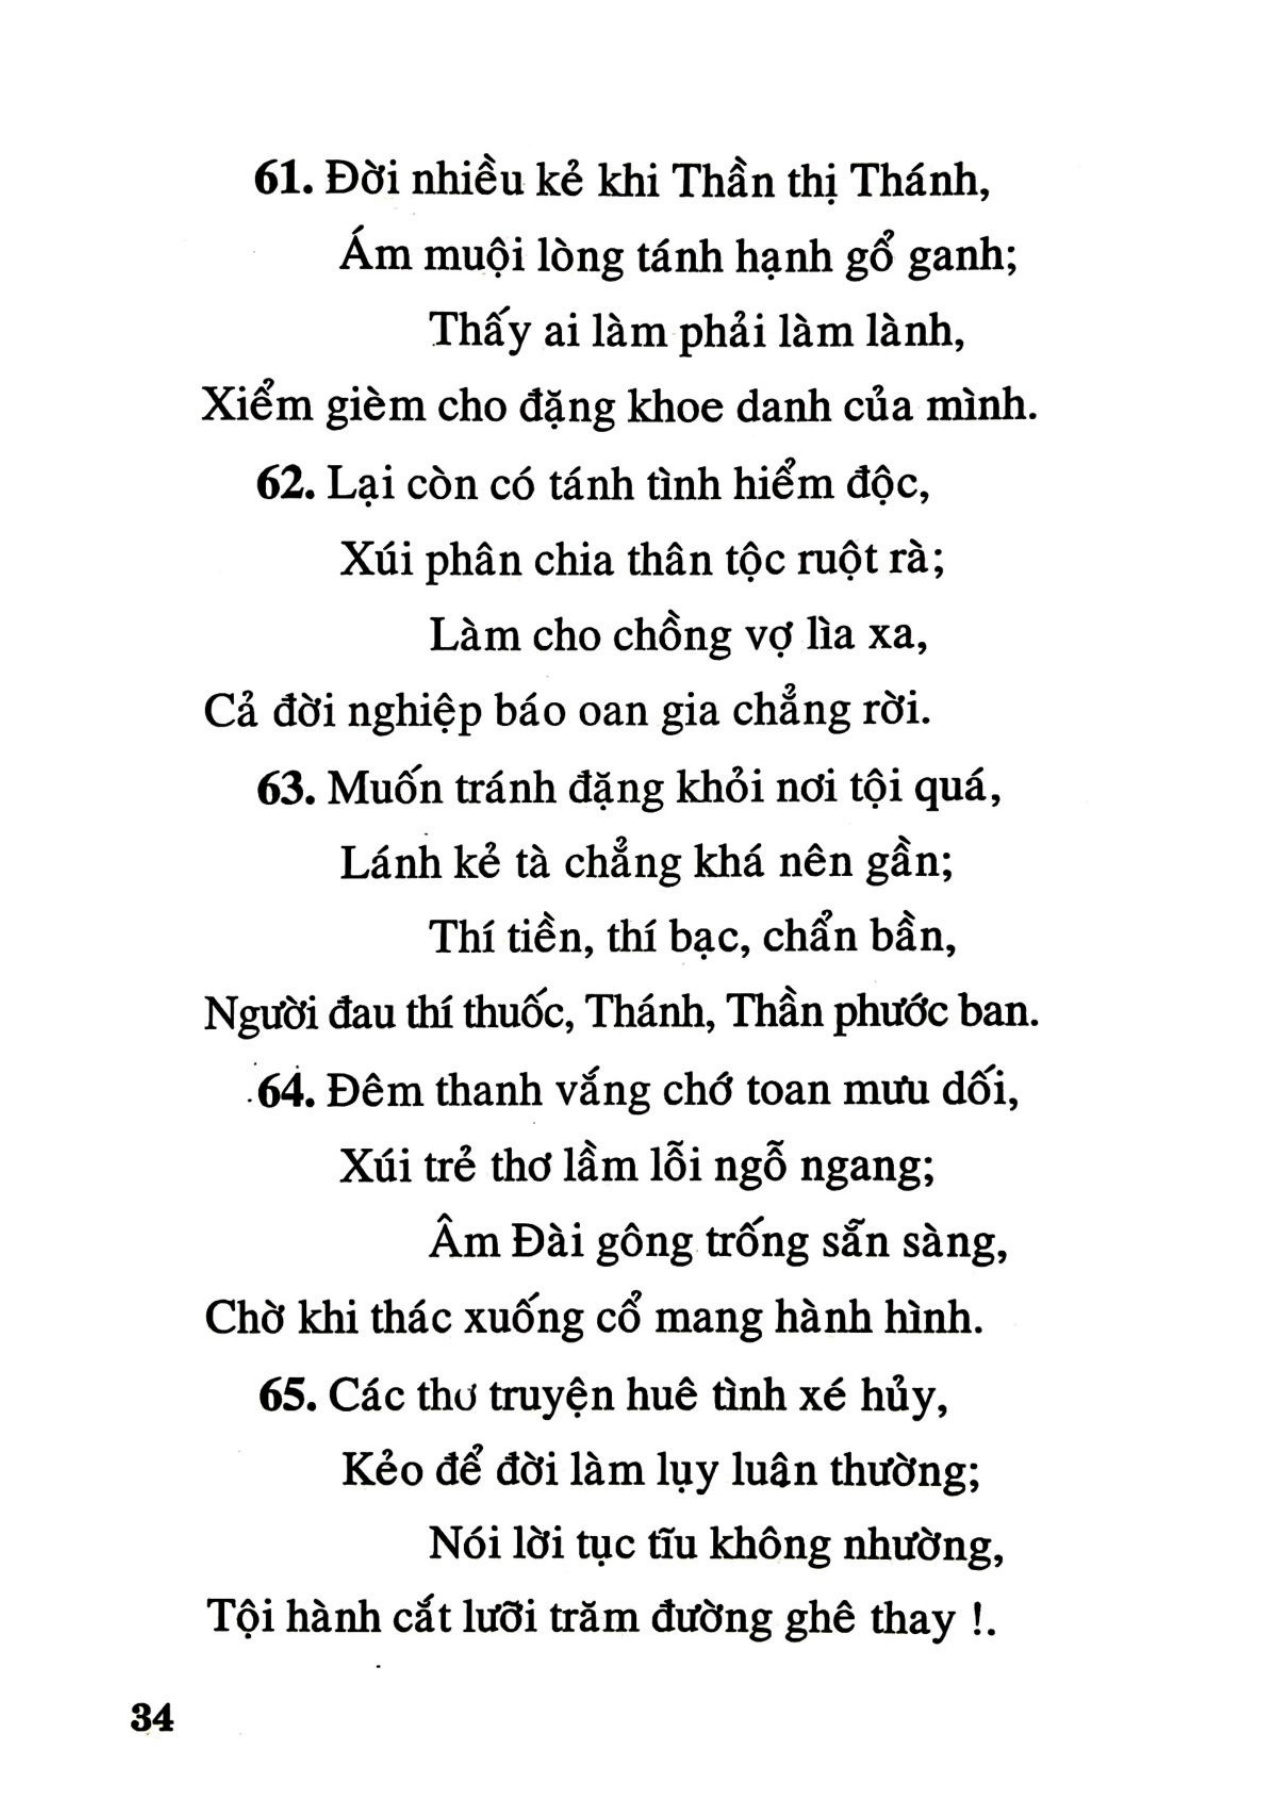 61. Đời nhiều kẻ khi Thần thị Thánh,
Ám muội lòng tánh hạnh gổ ganh;
Thấy ai làm phải làm lành,
Xiểm gièm cho đặng khoe danh của mình.
62. Lại còn có tánh tình hiểm độc,
Xúi phân chia thân tộc ruột rà;
Làm cho chồng vợ lìa xa,
Cả đời nghiệp báo oan gia chẳng rời.
63. Muốn tránh đặng khỏi nơi tội quá,
Lánh kẻ tà chẳng khá nên gần;
Thí tiền, thí bạc, chẩn bần,
Người đau thí thuốc, Thánh, Thần phước ban.
64. Đêm thanh vắng chớ toan mưu dối,
Xúi trẻ thơ lầm lỗi ngỗ ngang;
Âm Đài gông trống sẵn sàng,
Chờ khi thác xuống cổ mang hành hình.
65. Các thơ truyện huê tình xé hủy,
Kẻo để đời làm lụy luận thường;
Nói lời tục tĩu không nhường,
Tội hành cắt lưỡi trăm đường ghê thay !.
34